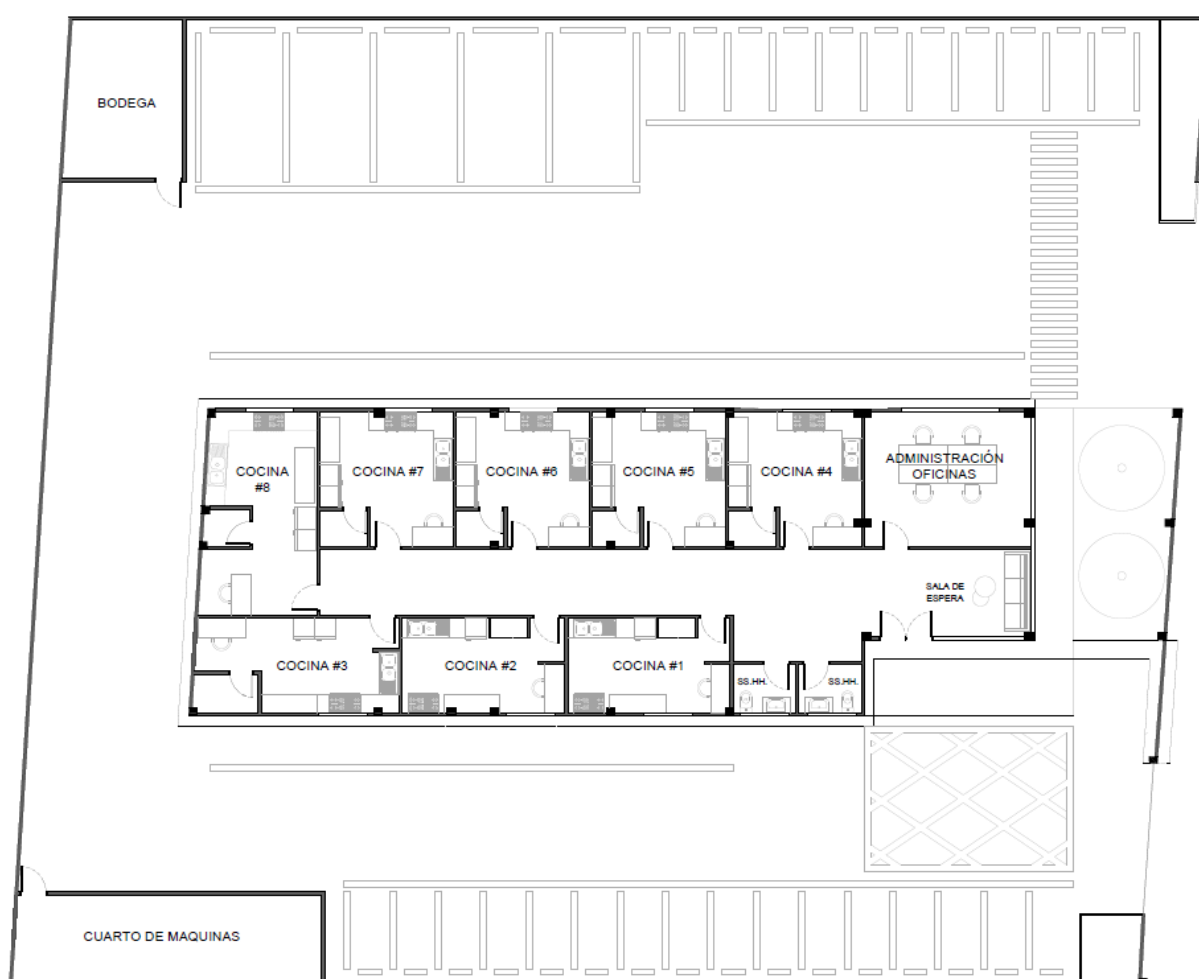 BODEGA
COCINA
#8
COCINA #7
COCINA #6
COCINA #5
COCINA #4
ADMINISTRACIÓN
OFICINAS
SALA DE
ESPERA
COCINA #3
COCINA #2
COCINA #1
SS.HH.
SS.HH.
CUARTO DE MAQUINAS